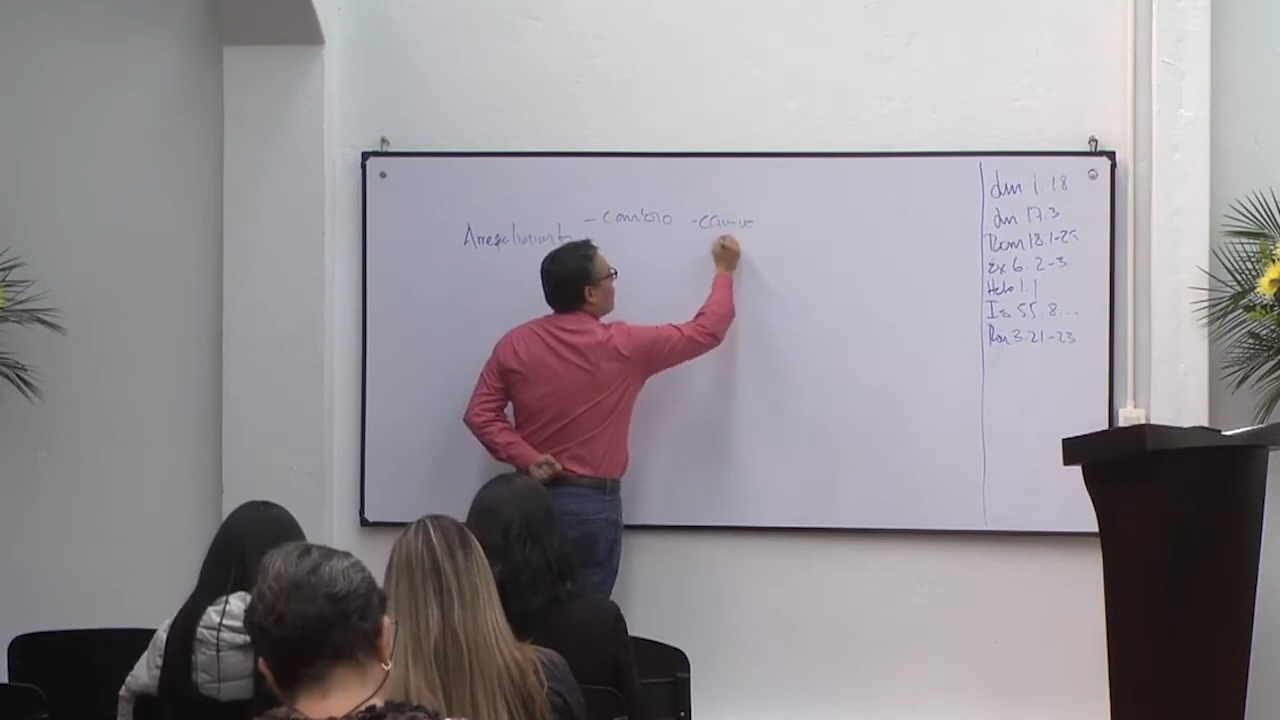 - cambio
Arrepentimiento
Jn 1.18
Jn 17.3
Rom 18.1-25
Ex 6. 2-3
Heb 1.1
Is 55.8...
Rom 3.21-23